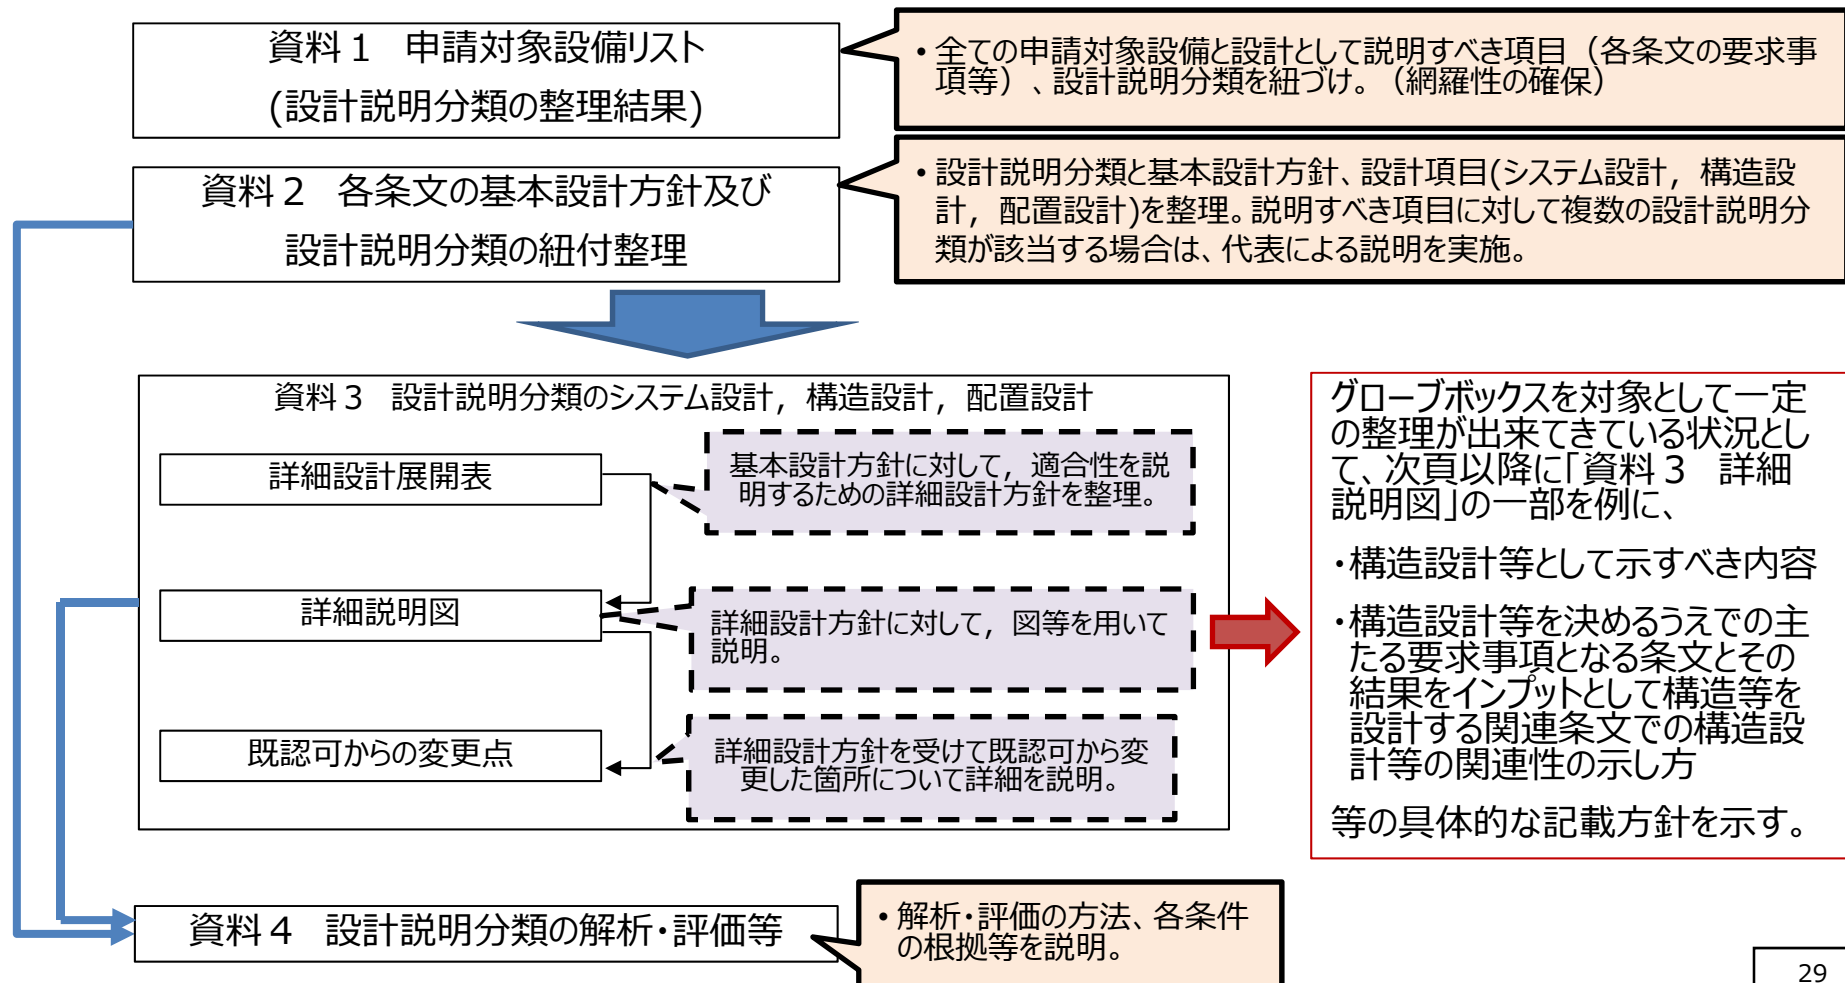 資料１　申請対象設備リスト
(設計説明分類の整理結果)
・全ての申請対象設備と設計として説明すべき項目（各条文の要求事
項等）、設計説明分類を紐づけ。（網羅性の確保）
資料２　各条文の基本設計方針及び
設計説明分類の紐付整理
・設計説明分類と基本設計方針、設計項目(システム設計，構造設
計，配置設計)を整理。説明すべき項目に対して複数の設計説明分
類が該当する場合は、代表による説明を実施。
資料３　設計説明分類のシステム設計，構造設計，配置設計
詳細設計展開表
基本設計方針に対して，適合性を説
明するための詳細設計方針を整理。
詳細説明図
詳細設計方針に対して，図等を用いて
説明。
既認可からの変更点
詳細設計方針を受けて既認可から変
更した箇所について詳細を説明。
グローブボックスを対象として一定
の整理が出来てきている状況とし
て、次頁以降に「資料３　詳細
説明図」の一部を例に、
・構造設計等として示すべき内容
・構造設計等を決めるうえでの主
たる要求事項となる条文とその
結果をインプットとして構造等を
設計する関連条文での構造設
計等の関連性の示し方
等の具体的な記載方針を示す。
資料４　設計説明分類の解析・評価等
・解析・評価の方法、各条件
の根拠等を説明。
29